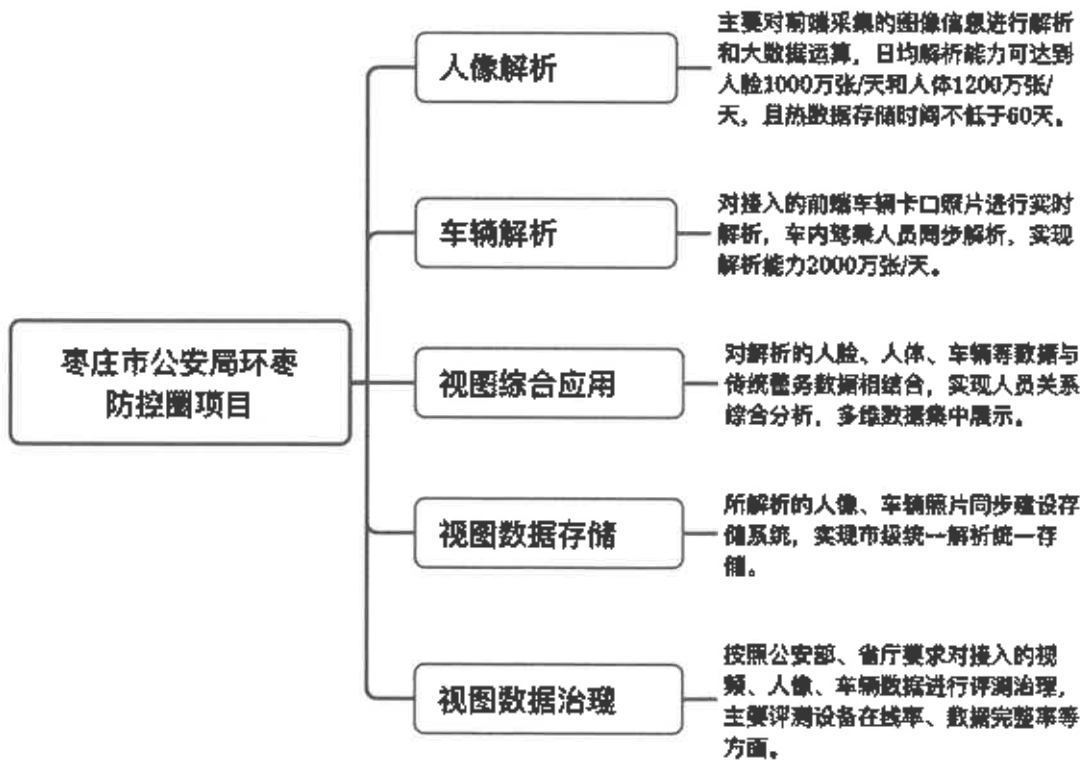 枣庄市公安局环枣
防控圈项目
人像解析
主要对前端采集的图像信息进行解析
和大数据运算，日均解析能力可达到
人脸1000万张/天和人体1200万张/
天，且热数据存储时间不低于60天。
车辆解析
对接入的前端车辆卡口照片进行实时
解析，车内驾乘人员同步解析，实现
解析能力2000万张/天。
视图综合应用
对解析的人脸、人体、车辆等数据与
传统警务数据相结合，实现人员关系
综合分析，多维数据集中展示。
视图数据存储
所解析的人像、车辆照片同步建设存
储系统，实现市级统一解析统一存
储。
视图数据治理
按照公安部、省厅要求对接入的视
频、人像、车辆数据进行评测治理，
主要评测设备在线率、数据完整率等
方面。